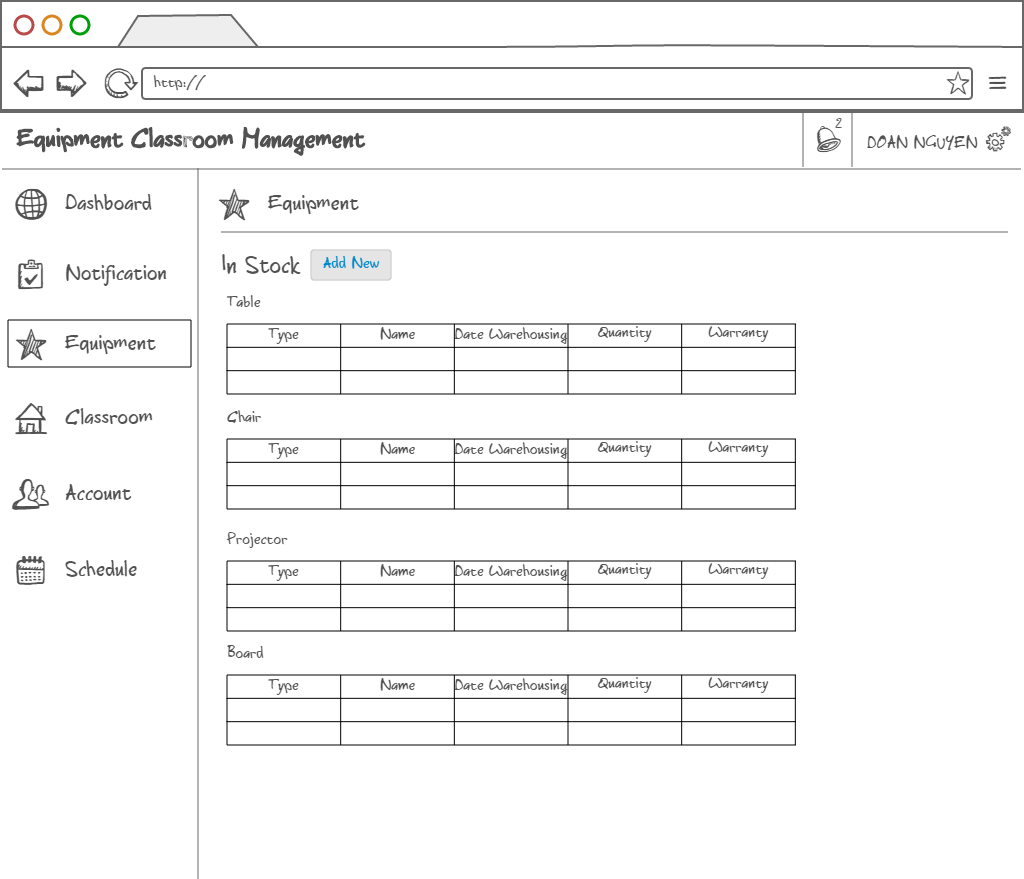 http://
Equipment Classroom Management
2
DOAN NGUYEN
Dashboard
Notification
Equipment
Classroom
Account
Schedule
Equipment
In Stock Add New
Table
Type Name Date Warehousing Quantity Warranty
Chair
Type Name Date Warehousing Quantity Warranty
Projector
Type Name Date Warehousing Quantity Warranty
Board
Type Name Date Warehousing Quantity Warranty